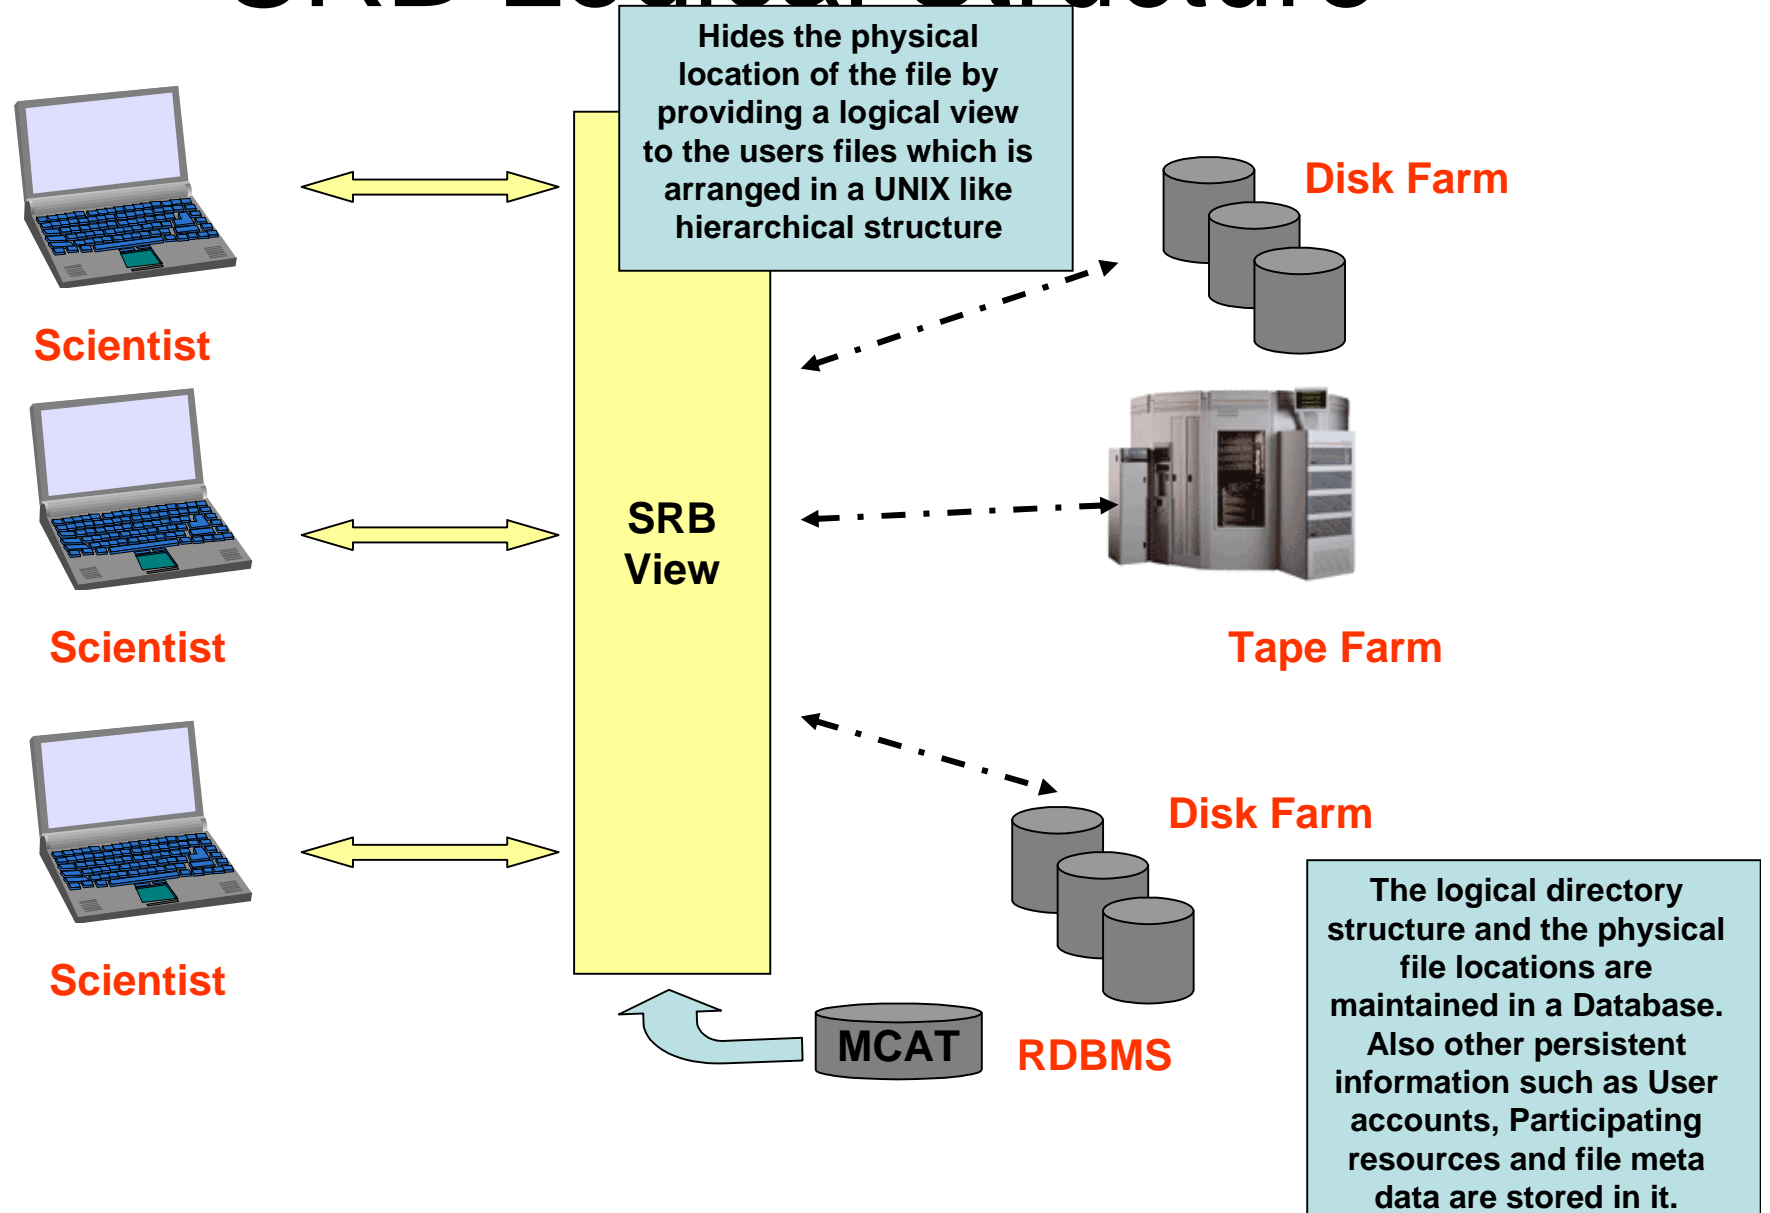 SRB Logical Structure
Hides the physical
location of the file by
providing a logical view
to the users files which is
arranged in a UNIX like
hierarchical structure
Disk Farm
Scientist
SRB
View
Scientist
Tape Farm
Disk Farm
Scientist
MCAT
RDBMS
The logical directory
structure and the physical
file locations are
maintained in a Database.
Also other persistent
information such as User
accounts, Participating
resources and file meta
data are stored in it.